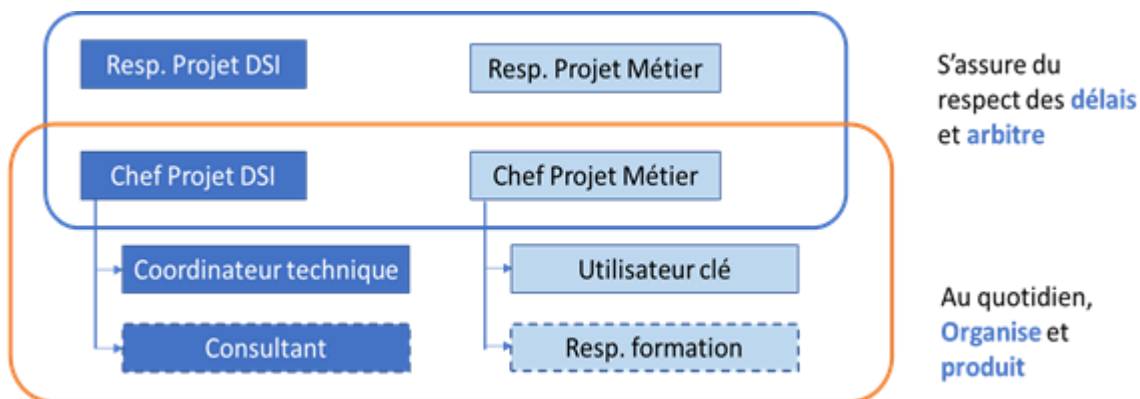 Resp. Projet DSI
Resp. Projet Métier
S'assure du
respect des délais
et arbitre
Chef Projet DSI
Chef Projet Métier
Coordinateur technique
Utilisateur clé
Consultant
Resp. formation
Au quotidien,
Organise et
produit